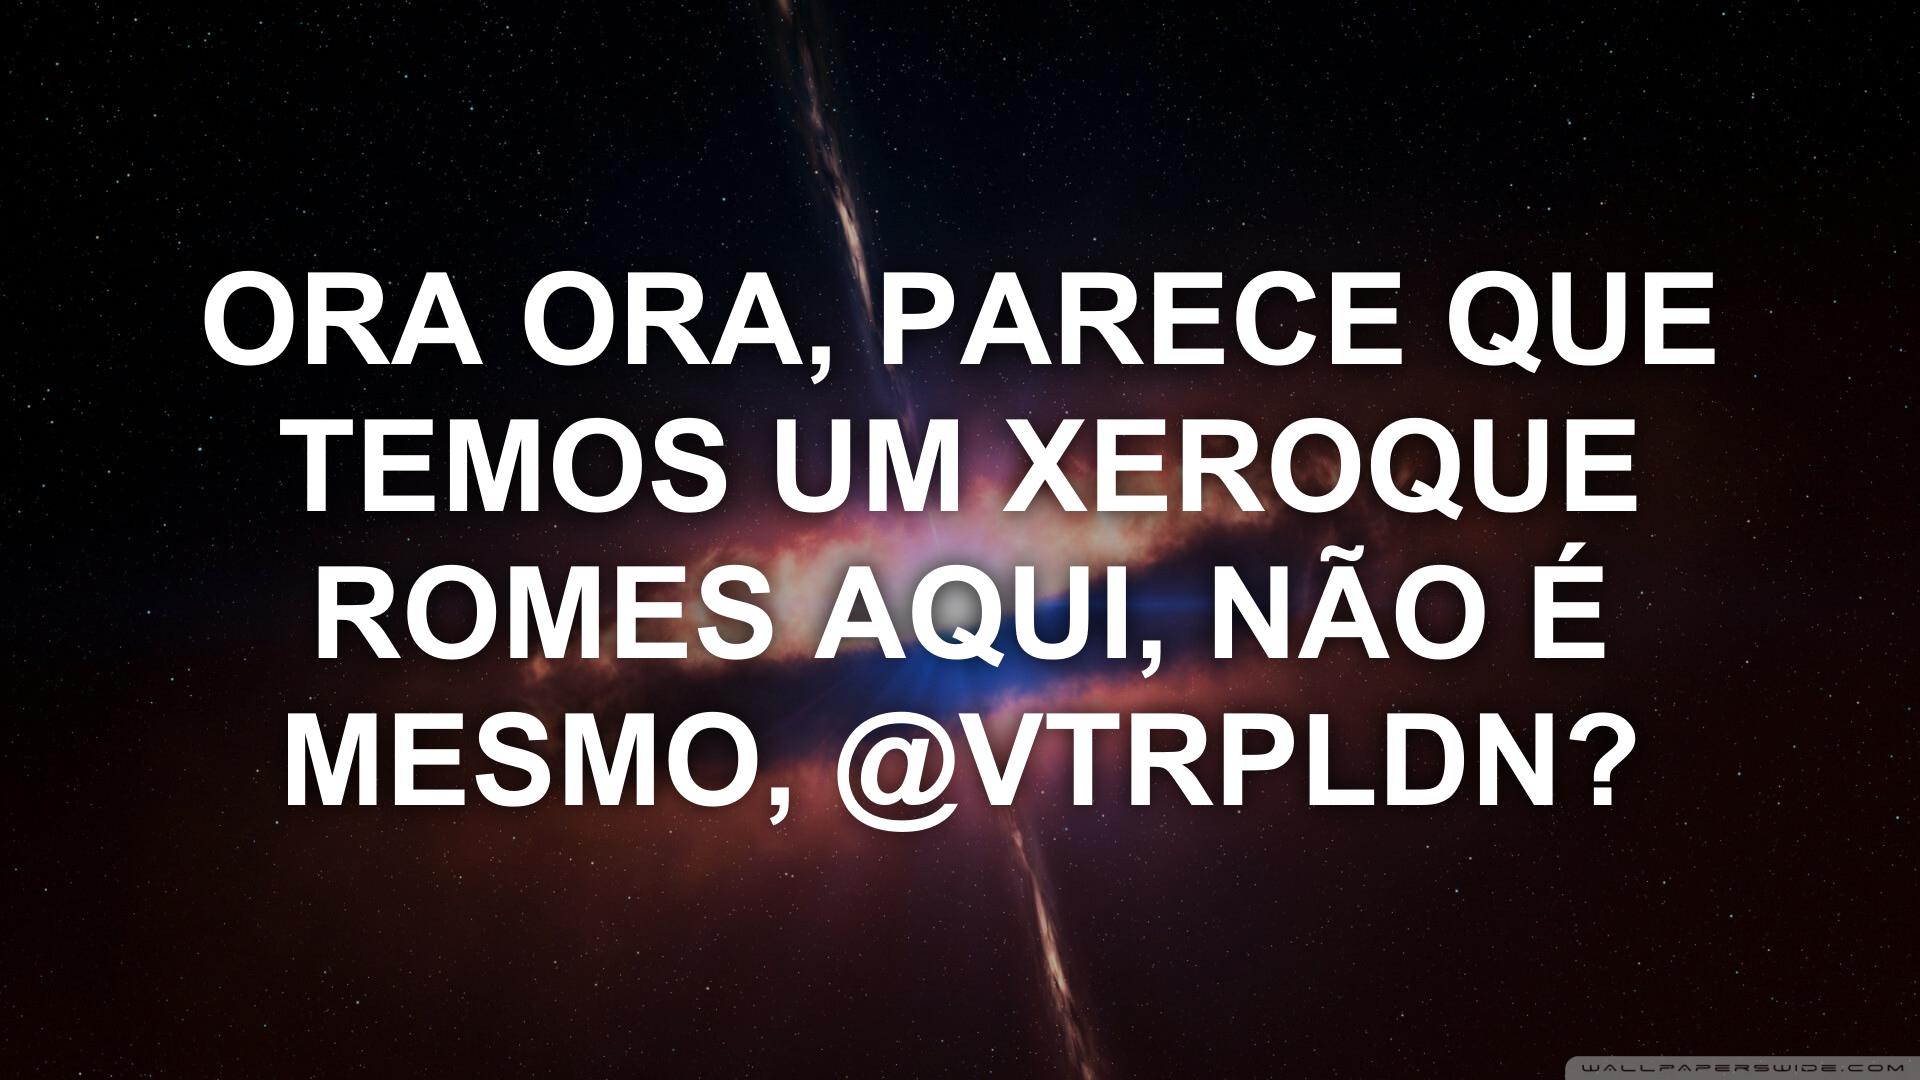 ORA ORA, PARECE QUE
TEMOS UM XEROQUE
ROMES AQUI, NÃO É
MESMO, @VTRPLDN?
WALLPAPERSWIDE.COM